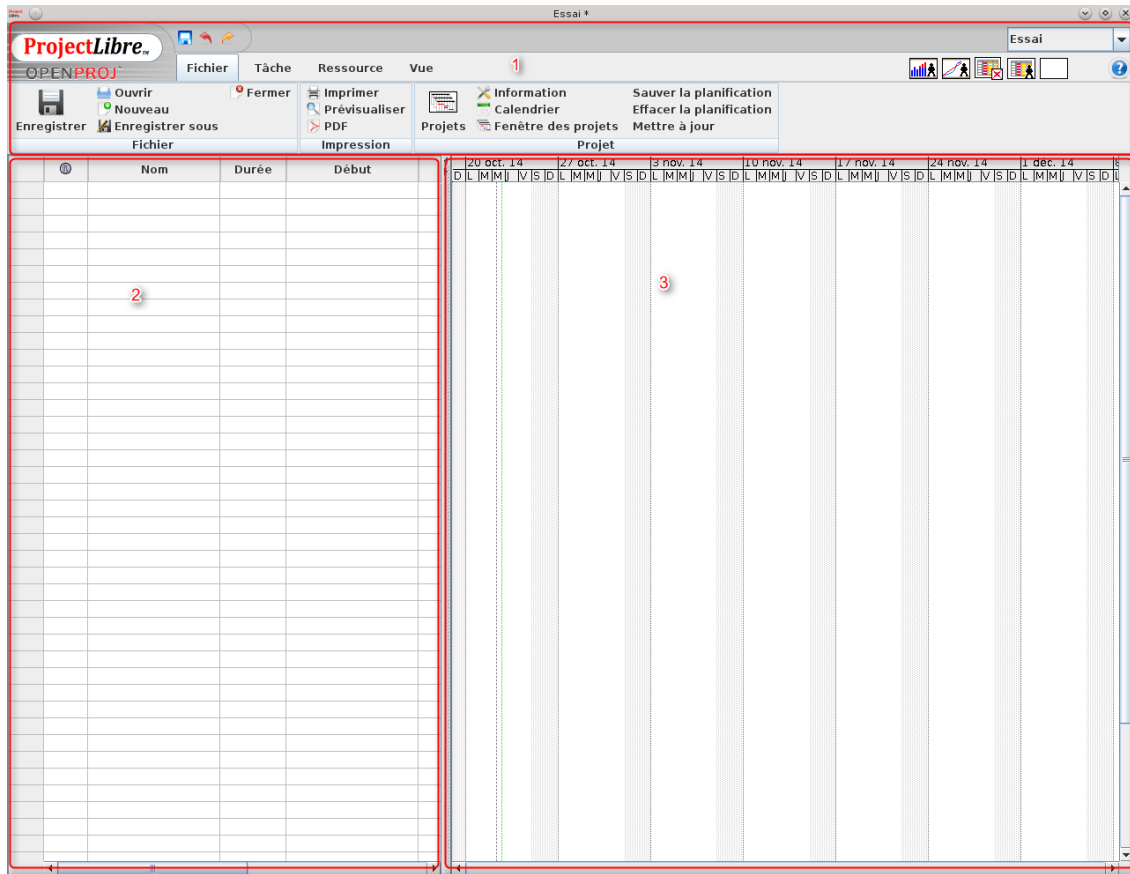 Essai *
ProjectLibre™
OPENPROJ
Essai
Fichier Tâche Ressource Vue 1
Enregistrer
Ouvrir
Nouveau
Enregistrer sous
Fermer
Fichier
Imprimer
Prévisualiser
PDF
Impression
Projets
Information
Calendrier
Fenêtre des projets
Sauver la planification
Effacer la planification
Mettre à jour
Projet
Nom Durée Début
20 oct. 14 27 oct. 14 3 nov. 14 10 nov. 14 17 nov. 14 24 nov. 14 1 déc. 14
D L M M J V S D L M M J V S D L M M J V S D L M M J V S D L M M J V S D L M M J V S D L M M J V S D L
2
3